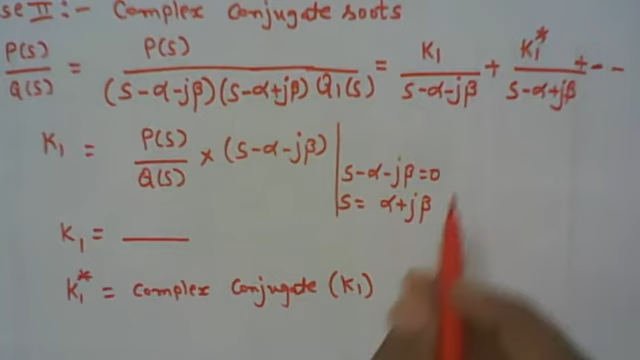 se II :- Complex Conjugate roots
P(s)/Q(s) = P(s)/((s-α-jβ)(s-α+jβ) Q₁(s)) = K₁/(s-α-jβ) + K₁*/(s-α+jβ) + --
K₁ = P(s)/Q(s) × (s-α-jβ) |
s-α-jβ=0
s = α+jβ
K₁ = ____
K₁* = complex conjugate (K₁)